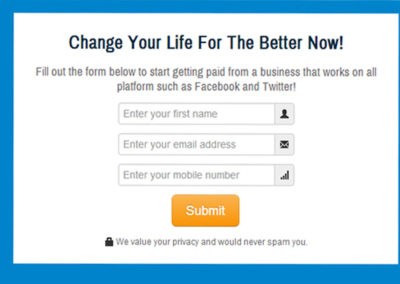 Change Your Life For The Better Now!
Fill out the form below to start getting paid from a business that works on all
platform such as Facebook and Twitter!
Enter your first name
Enter your email address
Enter your mobile number
Submit
We value your privacy and would never spam you.